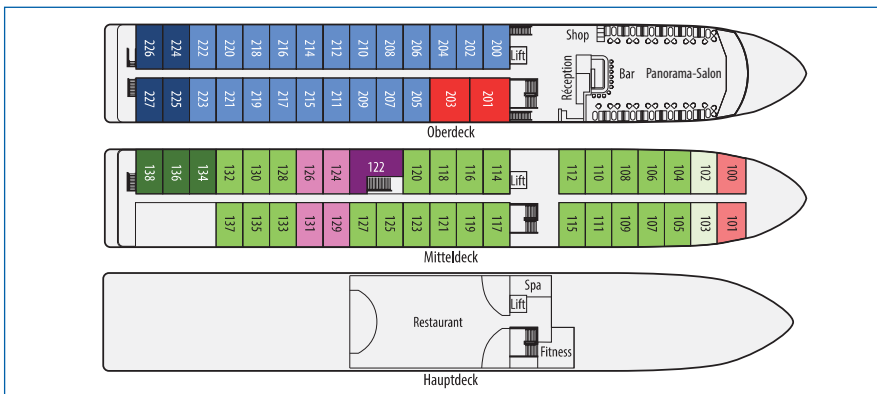 226 224 222 220 218 216 214 212 210 208 206 204 202 200
Lift
Shop
Réception
Bar
Panorama-Salon
227 225 223 221 219 217 215 211 209 207 205 203 201
Oberdeck
138 136 134 132 130 128 126 124 122 120 118 116 114
Lift
112 110 108 106 104 102 100
137 135 133 131 129 127 125 123 121 119 117
115 111 109 107 105 103 101
Mitteldeck
Restaurant
Spa
Lift
Fitness
Hauptdeck